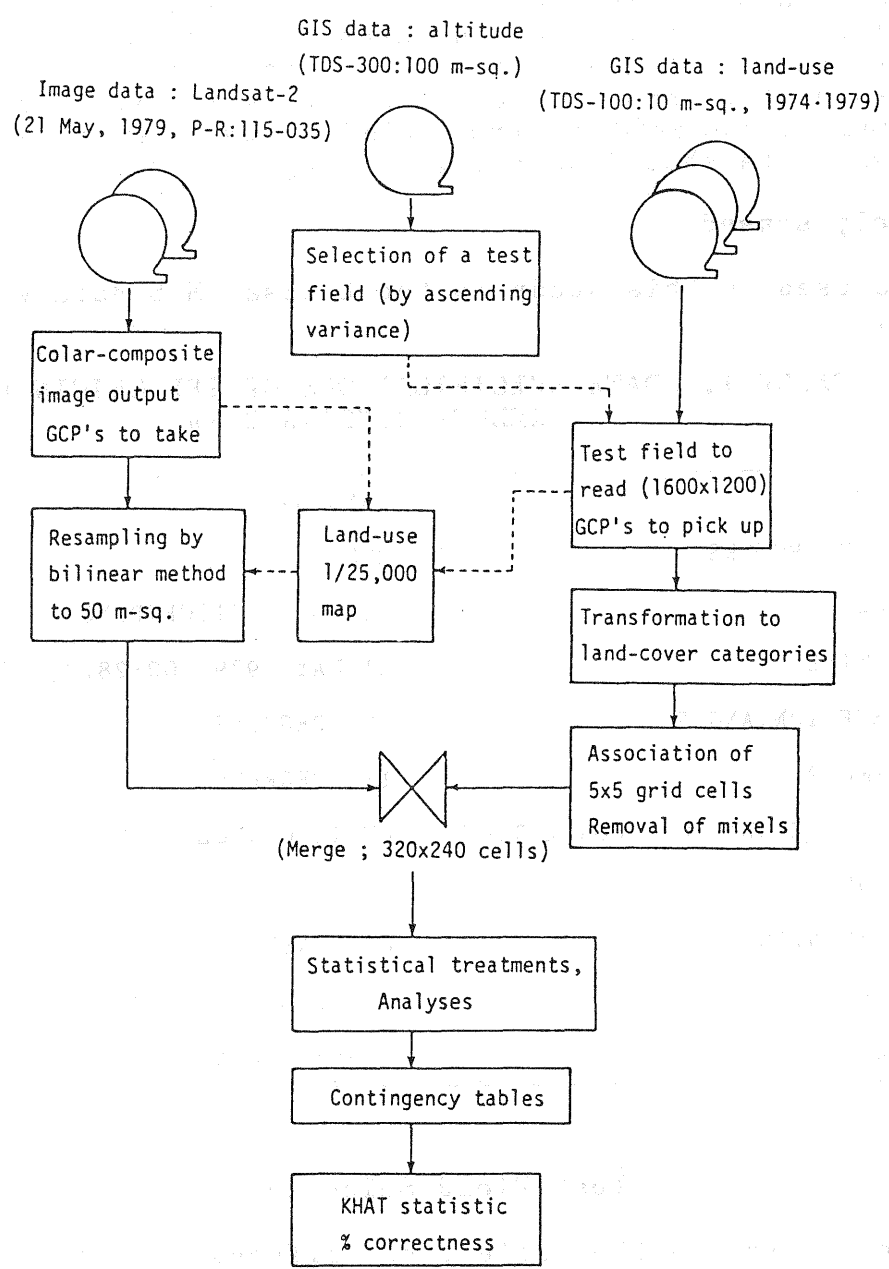 GIS data : altitude
(TDS-300:100 m-sq.)
GIS data : land-use
(TDS-100:10 m-sq., 1974·1979)
Image data : Landsat-2
(21 May, 1979, P-R:115-035)
Selection of a test
field (by ascending
variance)
Colar-composite
image output
GCP's to take
Test field to
read (1600x1200)
GCP's to pick up
Resampling by
bilinear method
to 50 m-sq.
Land-use
1/25,000
map
Transformation to
land-cover categories
Association of
5x5 grid cells
Removal of mixels
(Merge ; 320x240 cells)
Statistical treatments,
Analyses
Contingency tables
KHAT statistic
% correctness